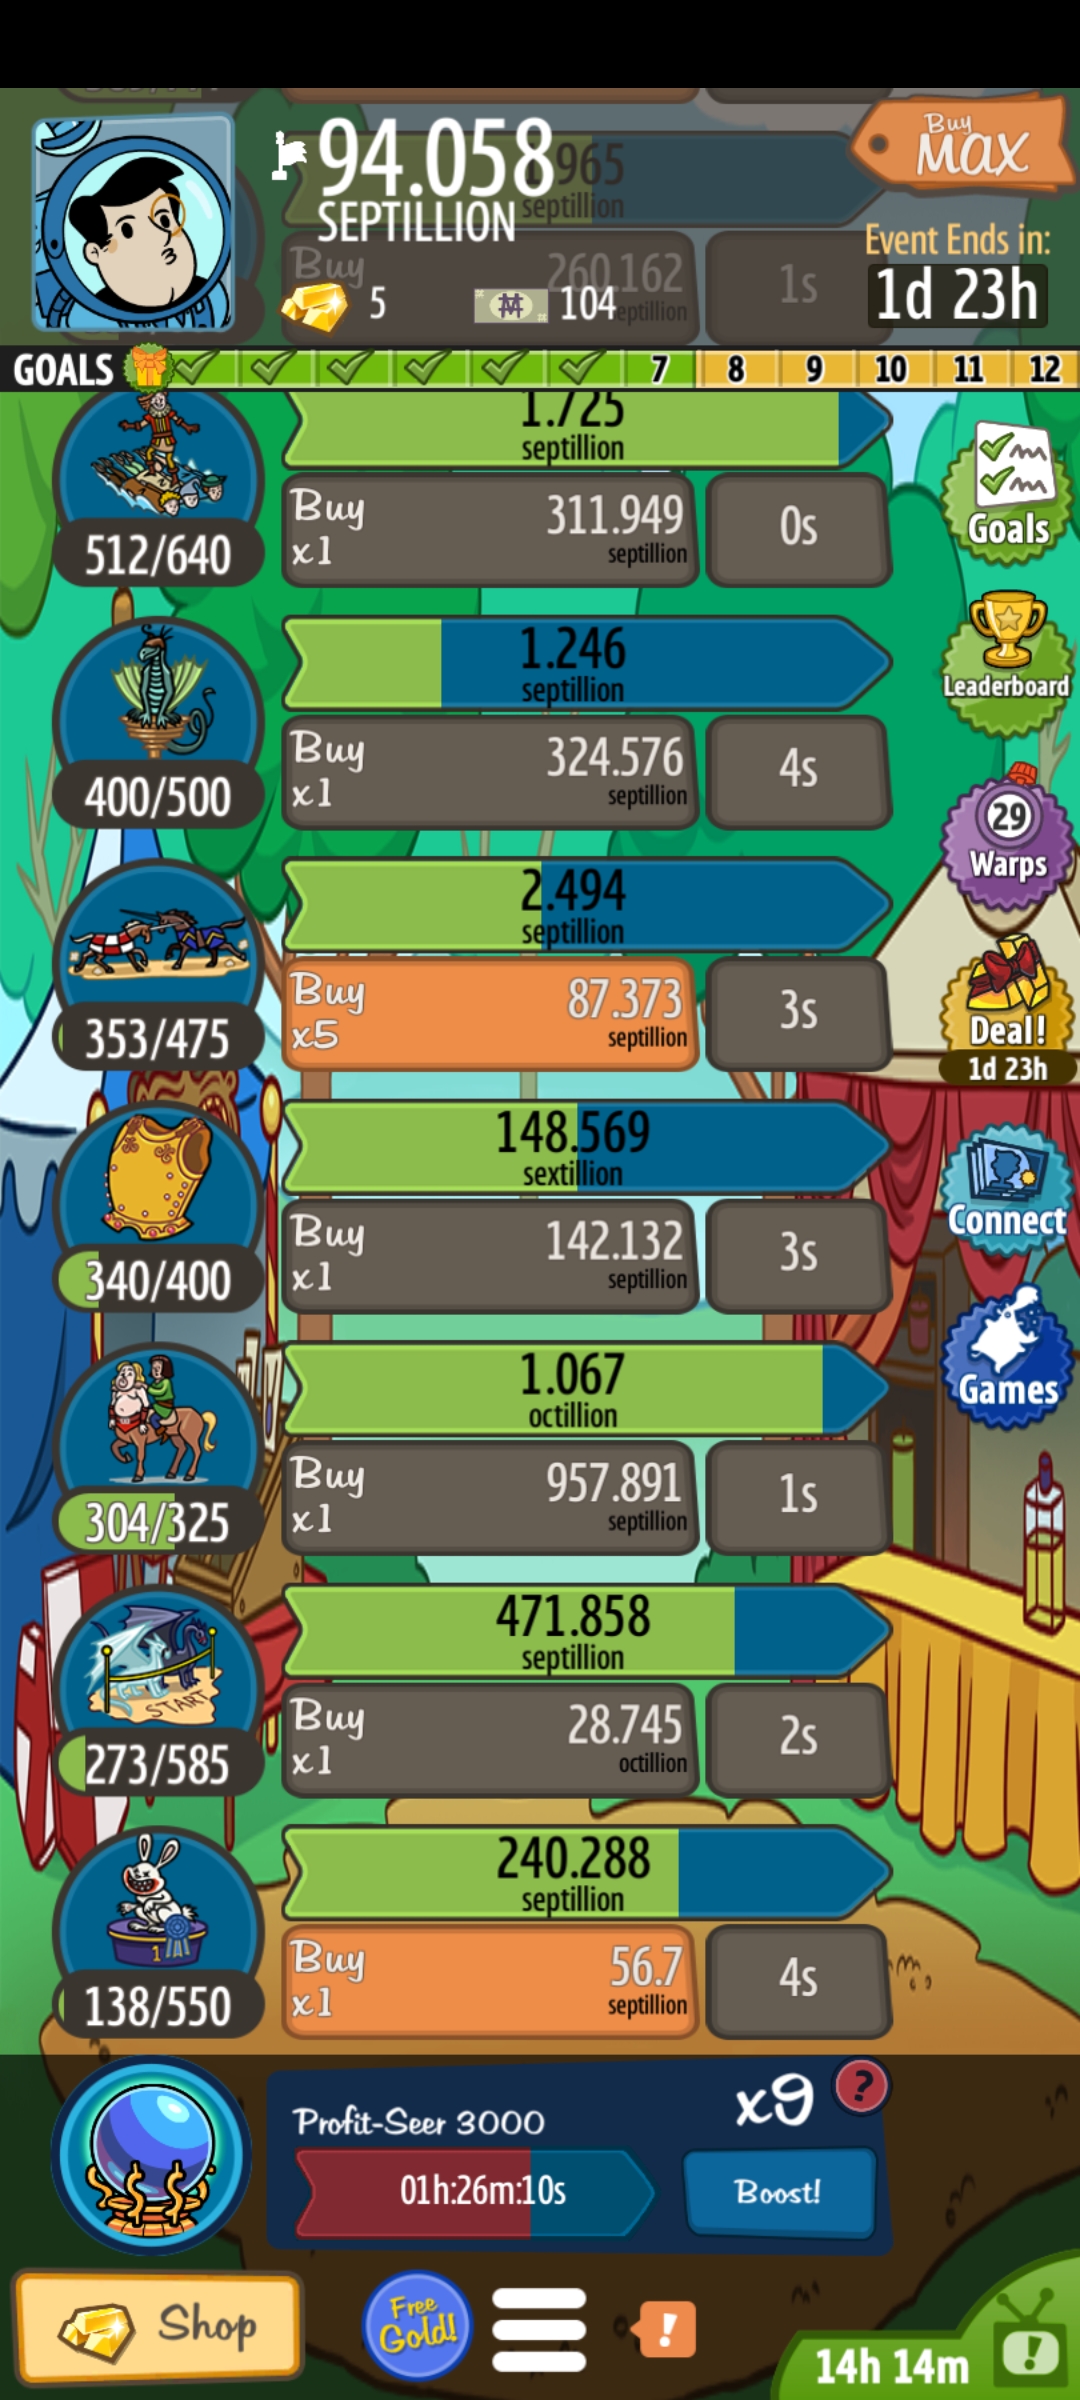 94.058
SEPTILLION
965
septillion
Buy
MAX
Event Ends in:
1d 23h
Buy
260.162
septillion
1s
5
104
GOALS
7 8 9 10 11 12
1.725
septillion
Buy
x1
311.949
septillion
0s
512/640
Goals
1.246
septillion
Buy
x1
324.576
septillion
4s
400/500
Leaderboard
29
Warps
2.494
septillion
Buy
x5
87.373
septillion
3s
353/475
Deal!
1d 23h
148.569
sextillion
Buy
x1
142.132
septillion
3s
340/400
Connect
1.067
octillion
Buy
x1
957.891
septillion
1s
304/325
Games
471.858
septillion
Buy
x1
28.745
octillion
2s
START
273/585
240.288
septillion
Buy
x1
56.7
septillion
4s
1
138/550
Profit-Seer 3000
x9
?
01h:26m:10s
Boost!
Shop
Free
Gold!
!
14h 14m
!